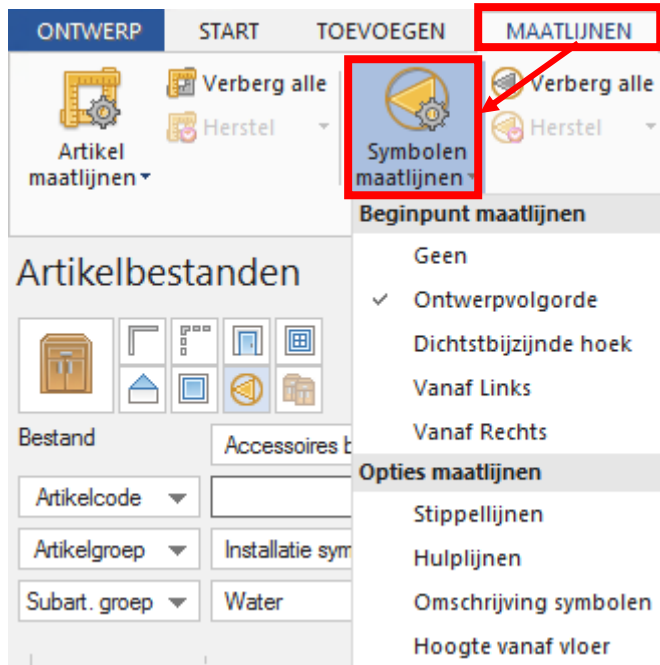 ONTWERP START TOEVOEGEN MAATLIJNEN
Verberg alle Verberg alle
Herstel Herstel
Artikel Symbolen
maatlijnen maatlijnen
Beginpunt maatlijnen
Geen
Ontwerpvolgorde
Dichtstbijzijnde hoek
Vanaf Links
Vanaf Rechts
Opties maatlijnen
Stippellijnen
Hulplijnen
Omschrijving symbolen
Hoogte vanaf vloer
Artikelbestanden
Bestand Accessoires
Artikelcode
Artikelgroep Installatie sym
Subart. groep Water